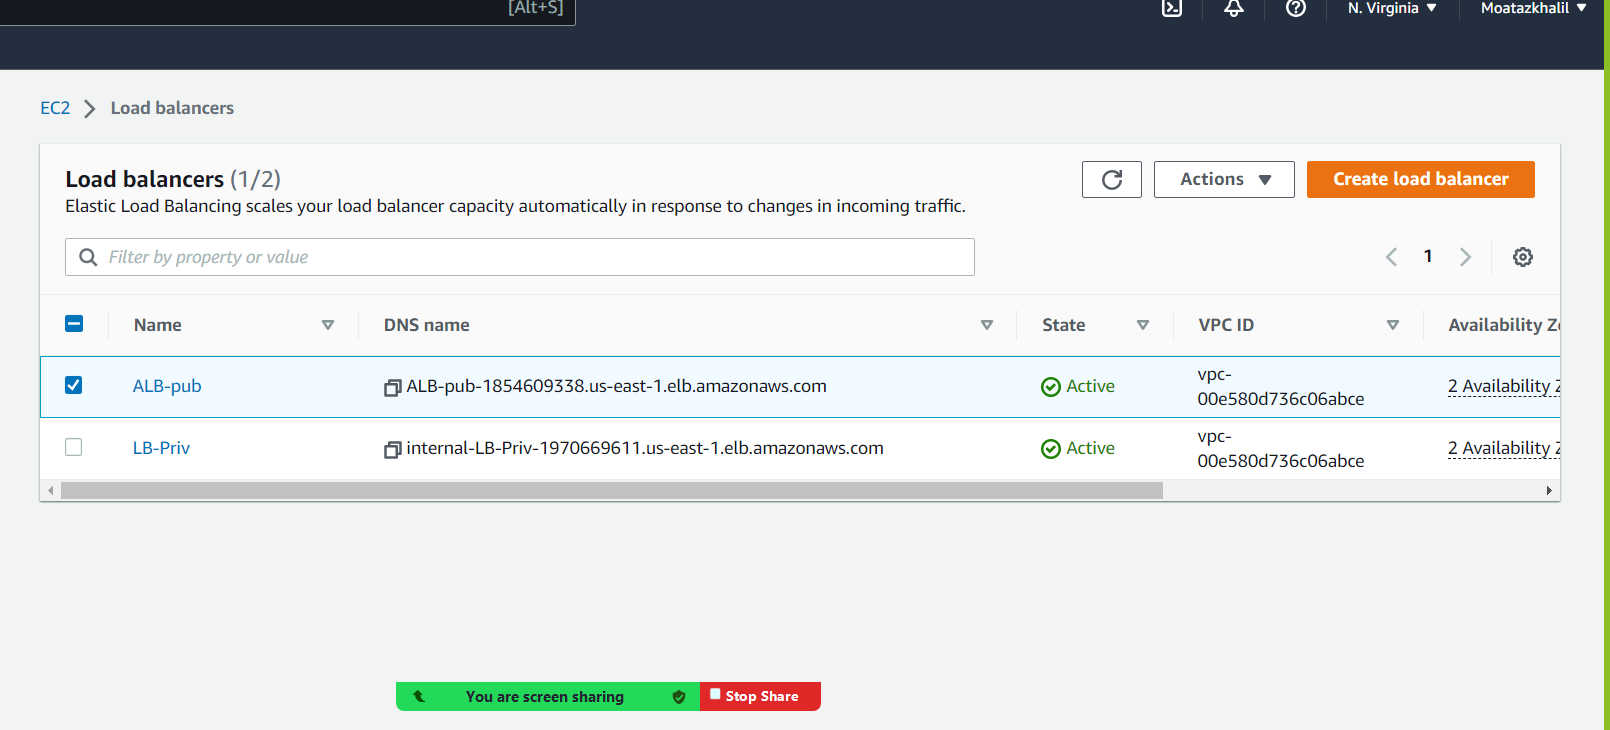 [Alt+S]
N. Virginia
Moatazkhalil
EC2
Load balancers
Load balancers (1/2)
Actions
Create load balancer
Elastic Load Balancing scales your load balancer capacity automatically in response to changes in incoming traffic.
Filter by property or value
1
Name
DNS name
State
VPC ID
Availability Z
ALB-pub
ALB-pub-1854609338.us-east-1.elb.amazonaws.com
Active
vpc-
00e580d736c06abce
2 Availability Z
LB-Priv
internal-LB-Priv-1970669611.us-east-1.elb.amazonaws.com
Active
vpc-
00e580d736c06abce
2 Availability Z
You are screen sharing
Stop Share